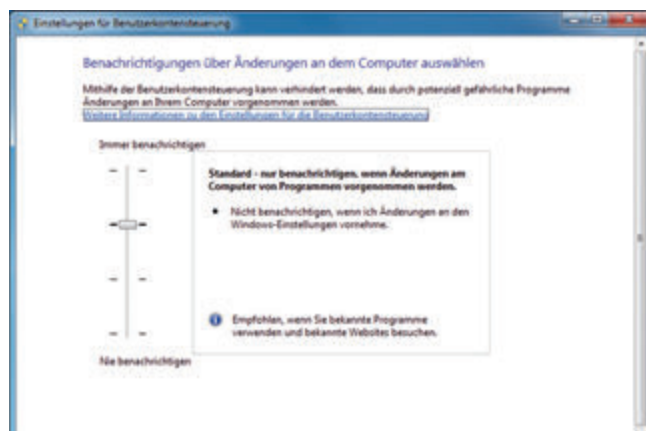 Einstellungen für Benutzerkontensteuerung
Benachrichtigungen über Änderungen an dem Computer auswählen
Mithilfe der Benutzerkontensteuerung kann verhindert werden, dass durch potenziell gefährliche Programme
Änderungen an Ihrem Computer vorgenommen werden.
Weitere Informationen zu den Einstellungen für die Benutzerkontensteuerung
Immer benachrichtigen
Standard - nur benachrichtigen, wenn Änderungen am
Computer von Programmen vorgenommen werden.
• Nicht benachrichtigen, wenn ich Änderungen an den
Windows-Einstellungen vornehme.
Empfohlen, wenn Sie bekannte Programme
verwenden und bekannte Websites besuchen.
Nie benachrichtigen